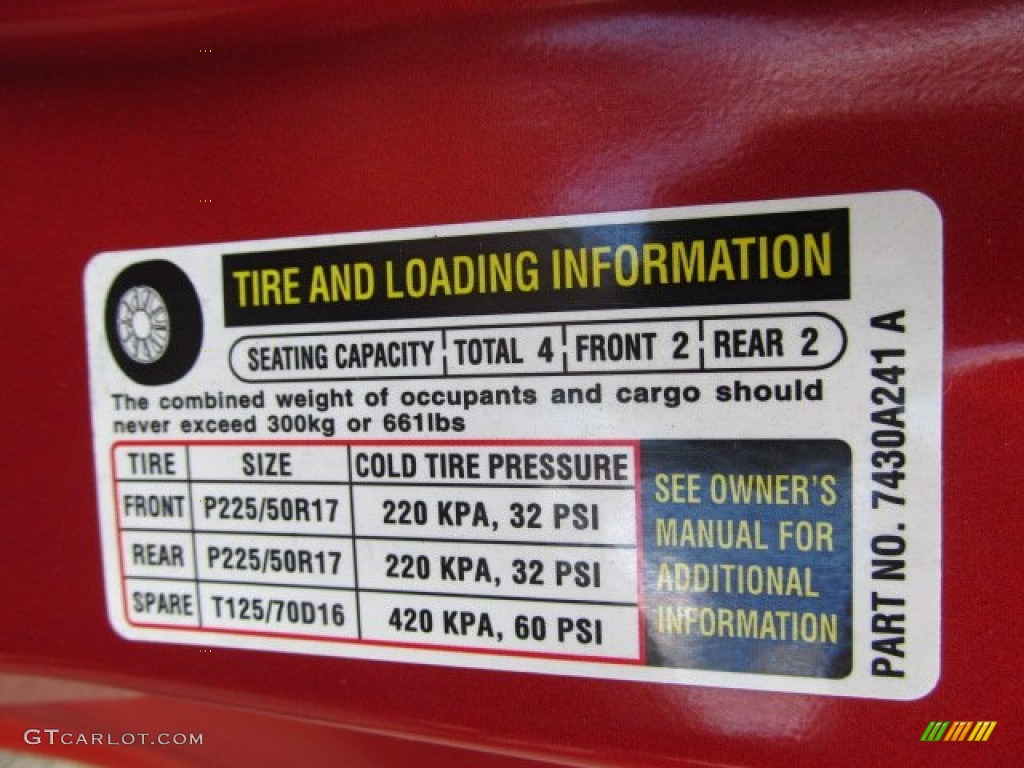 TIRE AND LOADING INFORMATION
SEATING CAPACITY TOTAL 4 FRONT 2 REAR 2
The combined weight of occupants and cargo should
never exceed 300kg or 661lbs
TIRE SIZE COLD TIRE PRESSURE
FRONT P225/50R17 220 KPA, 32 PSI
REAR P225/50R17 220 KPA, 32 PSI
SPARE T125/70D16 420 KPA, 60 PSI
SEE OWNER'S
MANUAL FOR
ADDITIONAL
INFORMATION
PART NO. 7430A241 A
GTCARLOT.COM